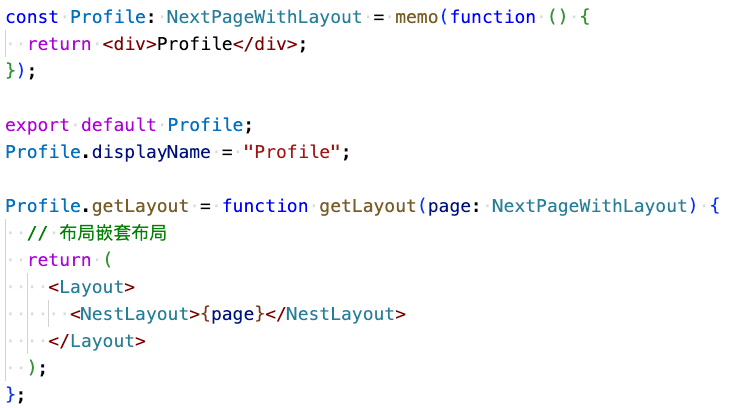 const Profile: NextPageWithLayout = memo(function () {
  return <div>Profile</div>;
});

export default Profile;
Profile.displayName = "Profile";

Profile.getLayout = function getLayout(page: NextPageWithLayout) {
  // 布局嵌套布局
  return (
    <Layout>
      <NestLayout>{page}</NestLayout>
    </Layout>
  );
};